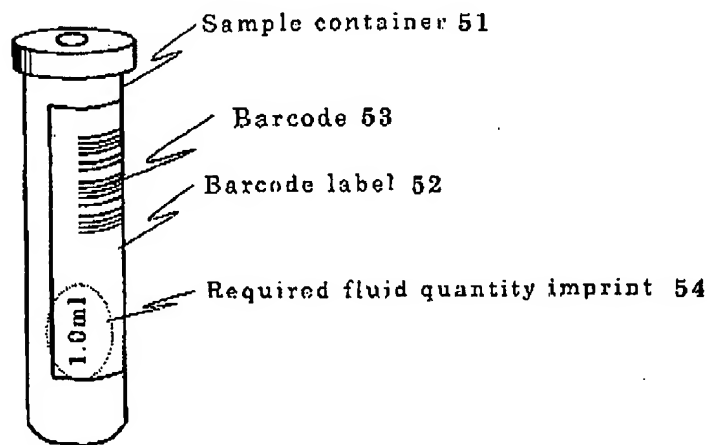 Sample container 51
Barcode 53
Barcode label 52
Required fluid quantity imprint 54
1.0ml